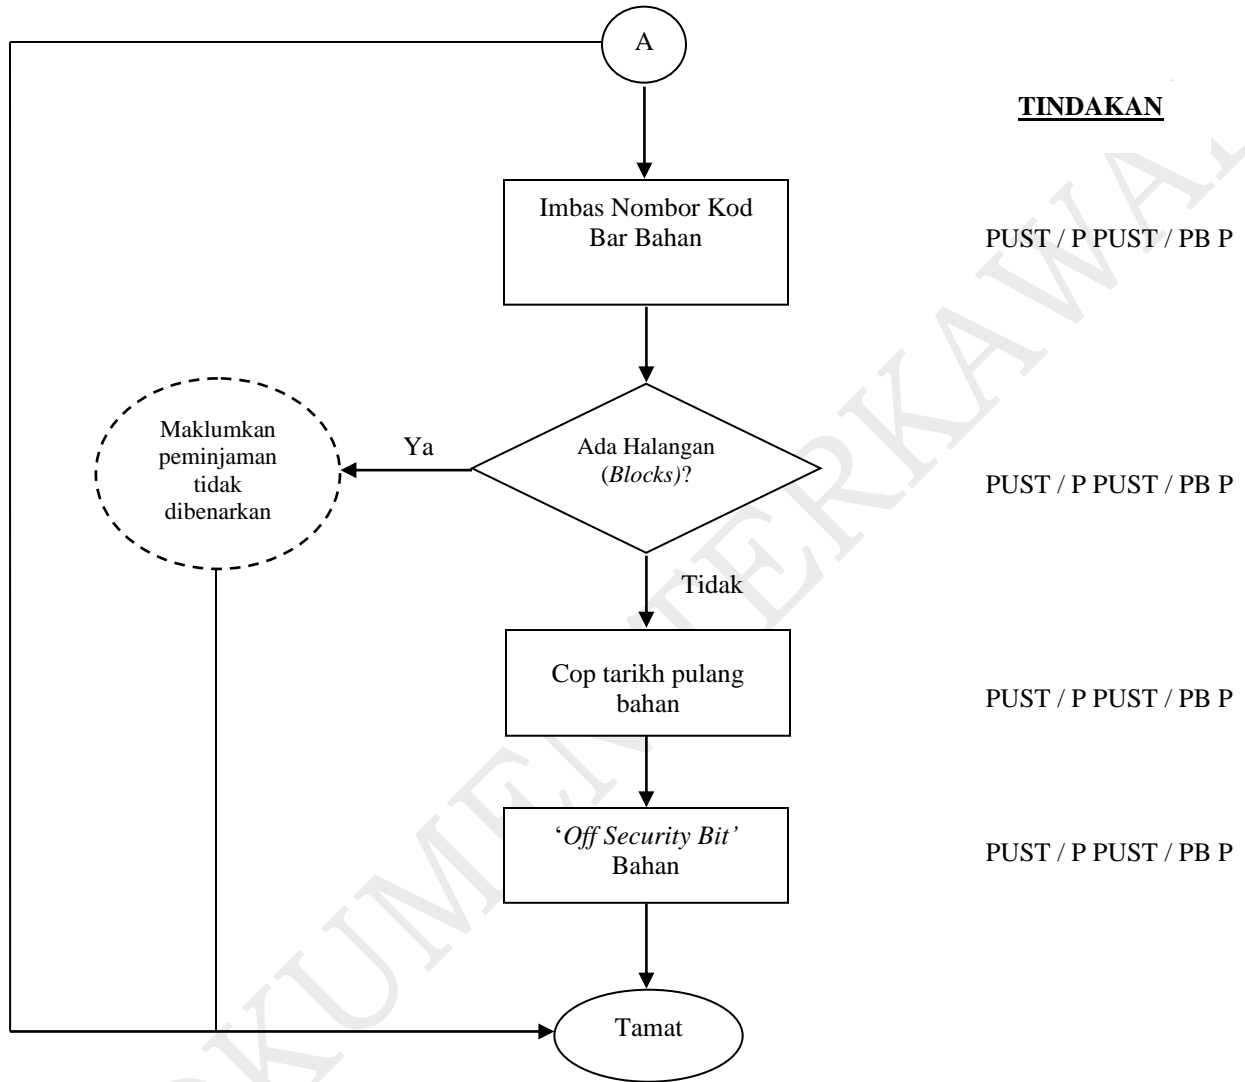 A
TINDAKAN
Imbas Nombor Kod
Bar Bahan
PUST / P PUST / PB P
Maklumkan
peminjaman
tidak
dibenarkan
Ya
Ada Halangan
(Blocks)?
PUST / P PUST / PB P
Tidak
Cop tarikh pulang
bahan
PUST / P PUST / PB P
‘Off Security Bit’
Bahan
PUST / P PUST / PB P
Tamat